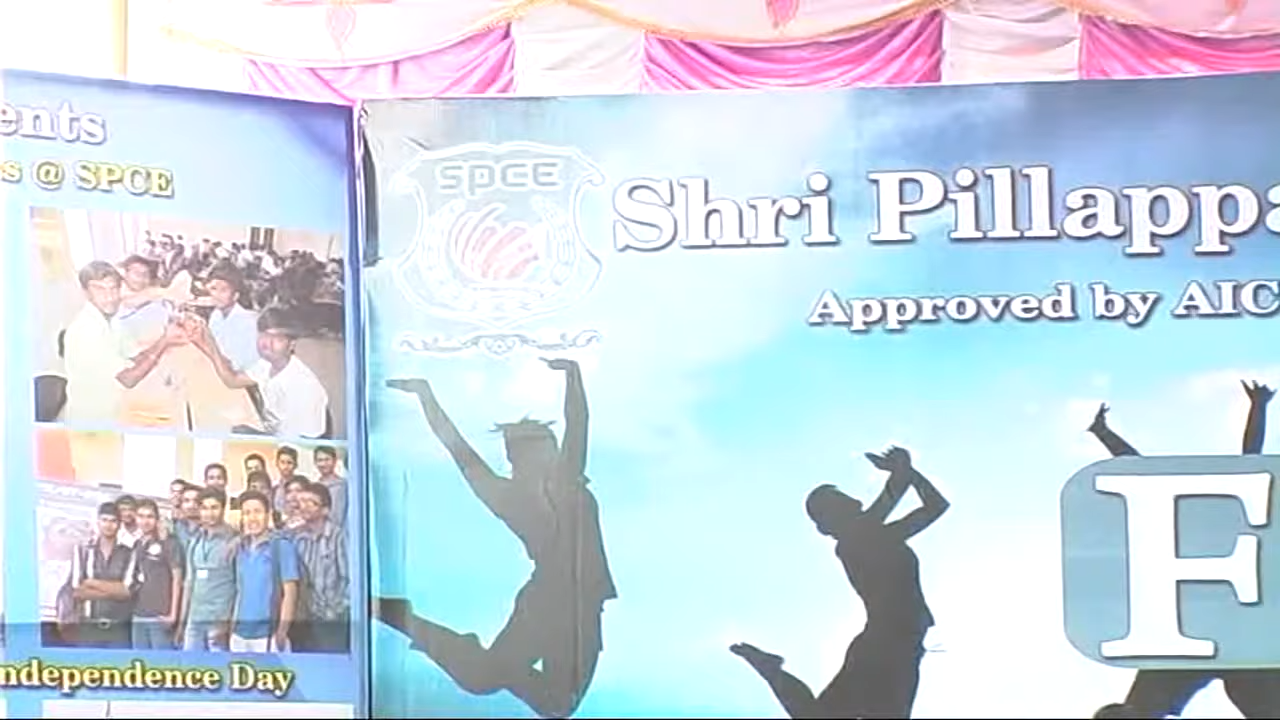 ents
s @ SPCE
ndependence Day
SPCE
Shri Pillappa
Approved by AIC
F